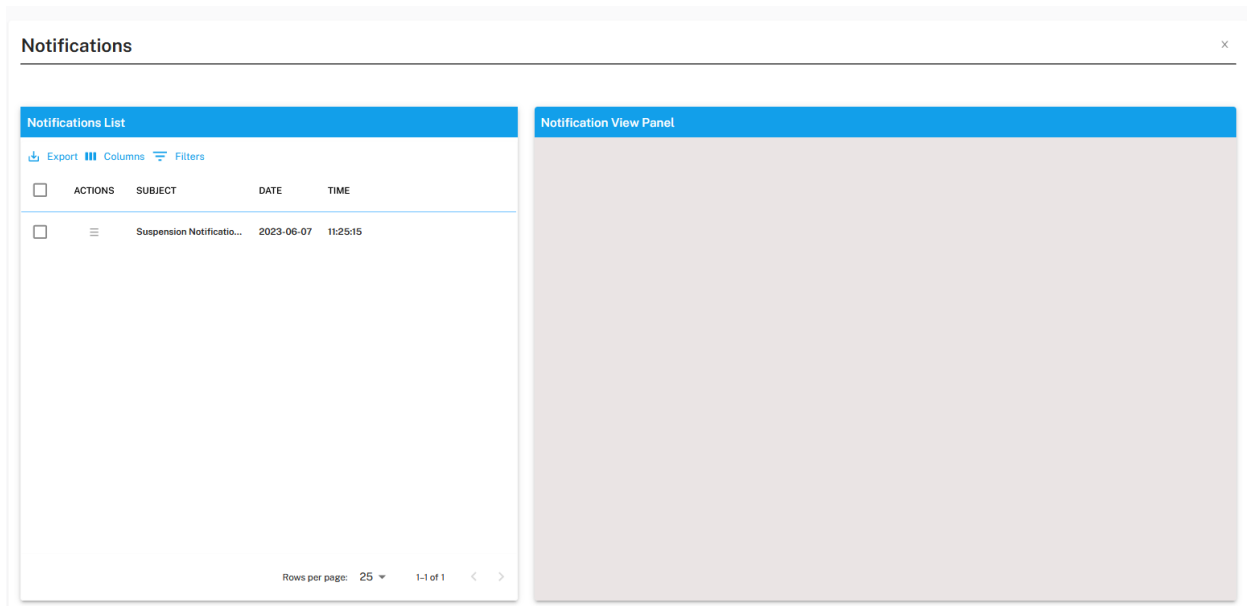 Notifications
x
Notifications List
Export Columns Filters
ACTIONS SUBJECT DATE TIME
Suspension Notificatio... 2023-06-07 11:25:15
Rows per page: 25 1–1 of 1
Notification View Panel